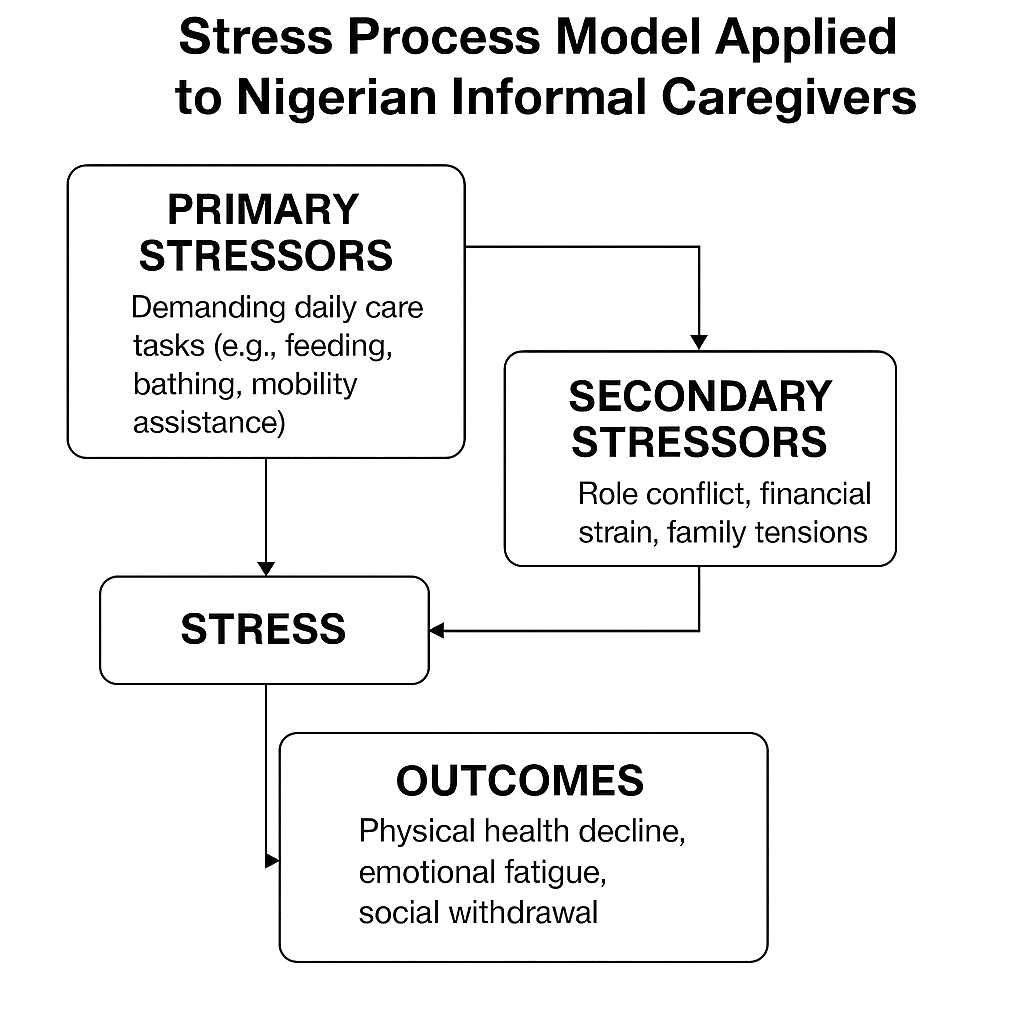 Stress Process Model Applied
to Nigerian Informal Caregivers
PRIMARY
STRESSORS
Demanding daily care
tasks (e.g., feeding,
bathing, mobility
assistance)
SECONDARY
STRESSORS
Role conflict, financial
strain, family tensions
STRESS
OUTCOMES
Physical health decline,
emotional fatigue,
social withdrawal